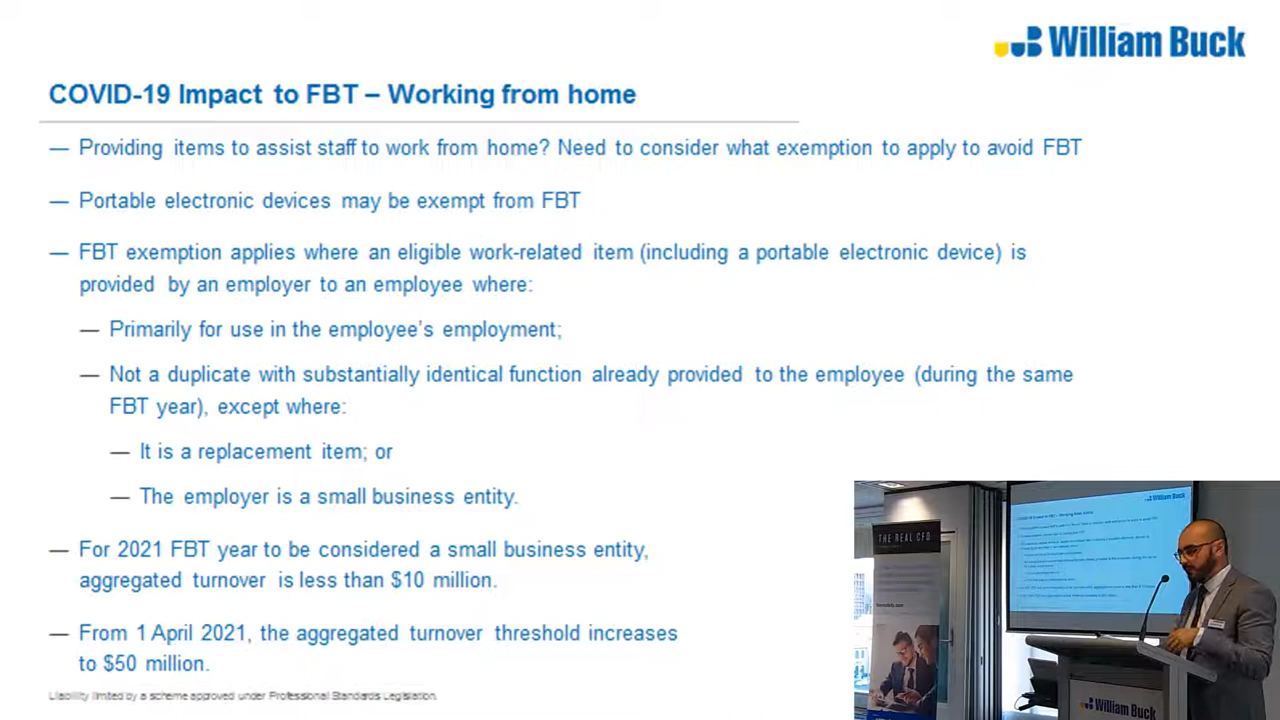 William Buck
COVID-19 Impact to FBT – Working from home
— Providing items to assist staff to work from home? Need to consider what exemption to apply to avoid FBT
— Portable electronic devices may be exempt from FBT
— FBT exemption applies where an eligible work-related item (including a portable electronic device) is
provided by an employer to an employee where:
— Primarily for use in the employee's employment;
— Not a duplicate with substantially identical function already provided to the employee (during the same
FBT year), except where:
— It is a replacement item; or
— The employer is a small business entity.
— For 2021 FBT year to be considered a small business entity,
aggregated turnover is less than $10 million.
— From 1 April 2021, the aggregated turnover threshold increases
to $50 million.
Liability limited by a scheme approved under Professional Standards Legislation.
THE REAL CFO
William Buck
William Buck